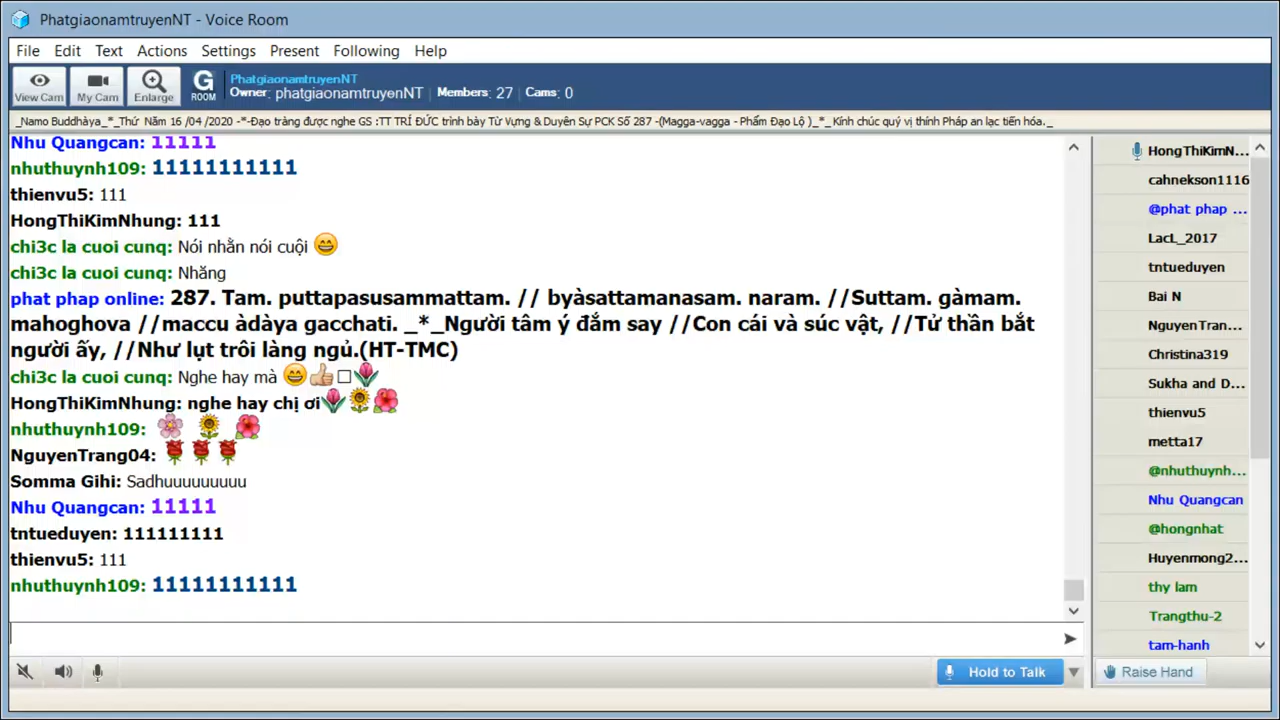 PhatgiaonamtruyenNT - Voice Room
File Edit Text Actions Settings Present Following Help
View Cam
My Cam
Enlarge
G ROOM
PhatgiaonamtruyenNT
Owner: phatgiaonamtruyenNT | Members: 27 | Cams: 0
_Namo Buddhàya_*_Thứ Năm 16 /04 /2020 -*-Đạo tràng được nghe GS :TT TRÍ ĐỨC trình bày Từ Vựng & Duyên Sự PCK Số 287 -(Magga-vagga - Phẩm Đạo Lộ )_*_ Kính chúc quý vị thính Pháp an lạc tiến hóa._
Nhu Quangcan: 11111
nhuthuynh109: 11111111111
thienvu5: 111
HongThiKimNhung: 111
chi3c la cuoi cunq: Nói nhằn nói cuội 😄
chi3c la cuoi cunq: Nhăng
phat phap online: 287. Tam. puttapasusammattam. // byàsattamanasam. naram. //Suttam. gàmam.
mahoghova //maccu àdàya gacchati. _*_Người tâm ý đắm say //Con cái và súc vật, //Tử thần bắt
người ấy, //Như lụt trôi làng ngủ.(HT-TMC)
chi3c la cuoi cunq: Nghe hay mà 😄👍🏼□🌷
HongThiKimNhung: nghe hay chị ơi🌷🌻🌺
nhuthuynh109: 🌸 🌻 🌺
NguyenTrang04: 🌹🌹🌹
Somma Gihi: Sadhuuuuuuuuu
Nhu Quangcan: 11111
tntueduyen: 111111111
thienvu5: 111
nhuthuynh109: 11111111111
HongThiKimN...
cahnekson1116
@phat phap ...
LacL_2017
tntueduyen
Bai N
NguyenTran...
Christina319
Sukha and D...
thienvu5
metta17
@nhuthuynh...
Nhu Quangcan
@hongnhat
Huyenmong2...
thy lam
Trangthu-2
tam-hanh
Hold to Talk
Raise Hand